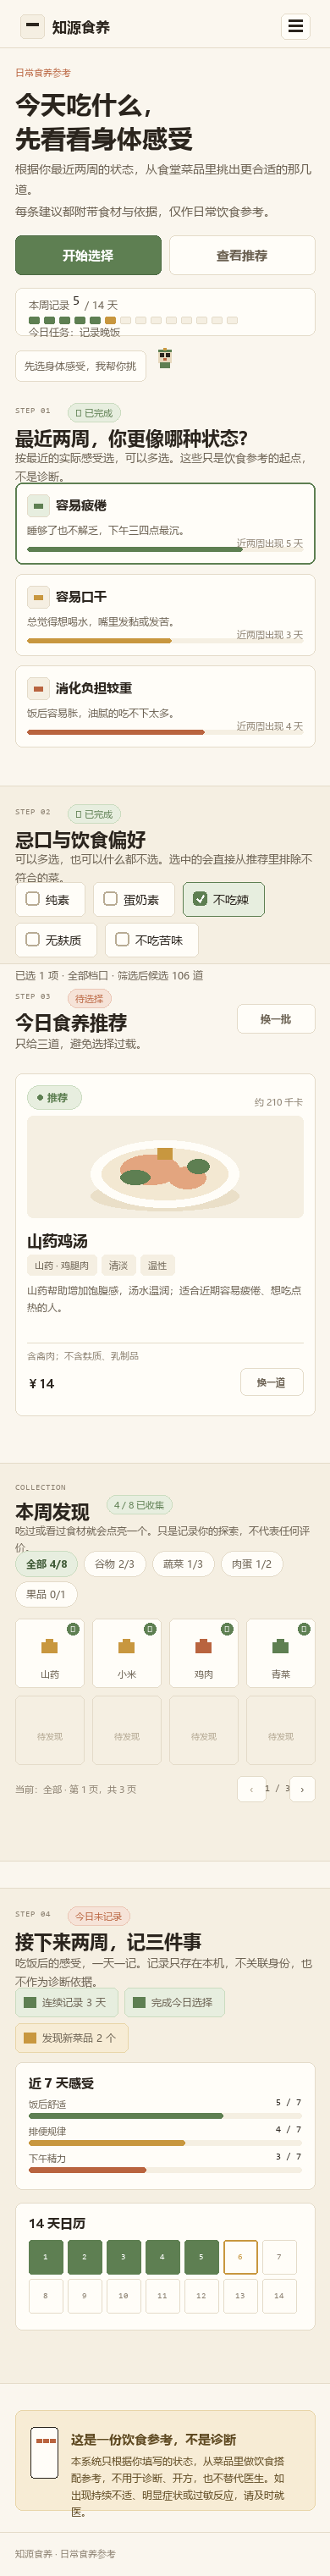 知源食养
日常食养参考
今天吃什么，
先看看身体感受
根据你最近两周的状态，从食堂菜品里挑出更合适的那几
道。
每条建议都附带食材与依据，仅作日常饮食参考。
开始选择
查看推荐
本周记录 5 / 14 天
今日任务：记录晚饭
先选身体感受，我帮你挑
STEP 01
已完成
最近两周，你更像哪种状态？
按最近的实际感受选，可以多选。这些只是饮食参考的起点，
不是诊断。
容易疲倦
睡够了也不解乏，下午三四点最沉。
近两周出现 5 天
容易口干
总觉得想喝水，嘴里发黏或发苦。
近两周出现 3 天
消化负担较重
饭后容易胀，油腻的吃不下太多。
近两周出现 4 天
STEP 02
已完成
忌口与饮食偏好
可以多选，也可以什么都不选。选中的会直接从推荐里排除不
符合的菜。
纯素
蛋奶素
不吃辣
无麸质
不吃苦味
已选 1 项 · 全部档口 · 筛选后候选 106 道
STEP 03
待选择
今日食养推荐
换一批
只给三道，避免选择过载。
推荐
约 210 千卡
山药鸡汤
山药 · 鸡腿肉
清淡
温性
山药帮助增加饱腹感，汤水温润；适合近期容易疲倦、想吃点
热的人。
含禽肉；不含麸质、乳制品
¥14
换一道
COLLECTION
本周发现
4 / 8 已收集
吃过或看过食材就会点亮一个。只是记录你的探索，不代表任何评
价。
全部 4/8
谷物 2/3
蔬菜 1/3
肉蛋 1/2
果品 0/1
山药
小米
鸡肉
青菜
待发现
待发现
待发现
待发现
当前：全部 · 第 1 页，共 3 页
‹
1 / 3
›
STEP 04
今日未记录
接下来两周，记三件事
吃饭后的感受，一天一记。记录只存在本机，不关联身份，也
不作为诊断依据。
连续记录 3 天
完成今日选择
发现新菜品 2 个
近 7 天感受
饭后舒适
5 / 7
排便规律
4 / 7
下午精力
3 / 7
14 天日历
1
2
3
4
5
6
7
8
9
10
11
12
13
14
这是一份饮食参考，不是诊断
本系统只根据你填写的状态，从菜里做饮食搭
配参考，不用于诊断、开方，也不替代医生。如
出现持续不适、明显症状或过敏反应，请及时就
医。
知源食养 · 日常食养参考